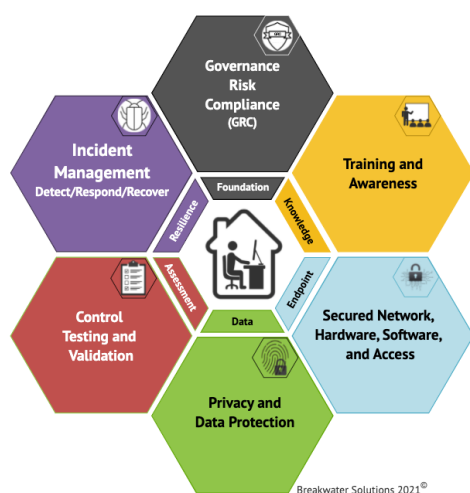 GRC
Governance
Risk
Compliance
(GRC)
Foundation
Incident
Management
Detect/Respond/Recover
Resilience
Training and
Awareness
Knowledge
Assessment
Control
Testing and
Validation
Endpoint
Secured Network,
Hardware, Software,
and Access
Data
Privacy and
Data Protection
Breakwater Solutions 2021©